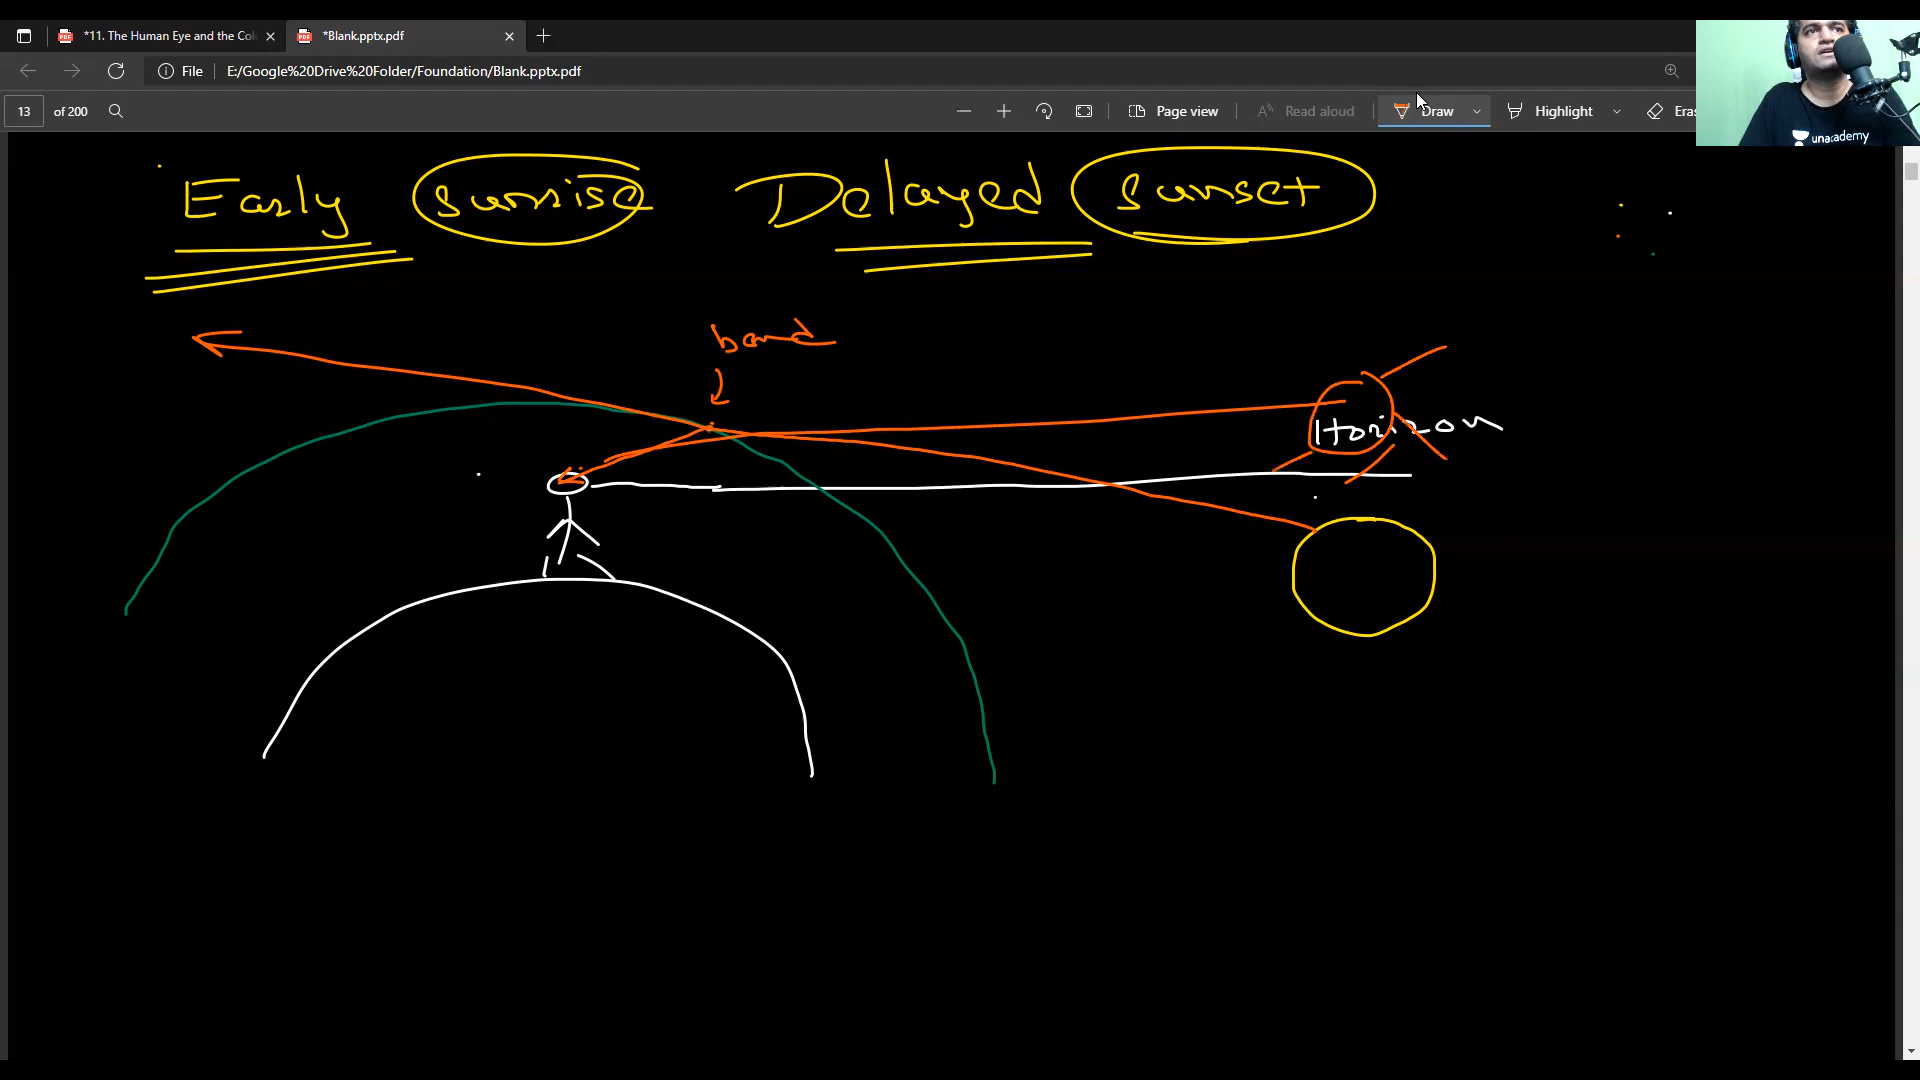 *11. The Human Eye and the Col
*Blank.pptx.pdf
File
E:/Google%20Drive%20Folder/Foundation/Blank.pptx.pdf
13 of 200
Page view
Read aloud
Draw
Highlight
Eras
unacademy
Early sunrise Delayed sunset
bend
Horizon